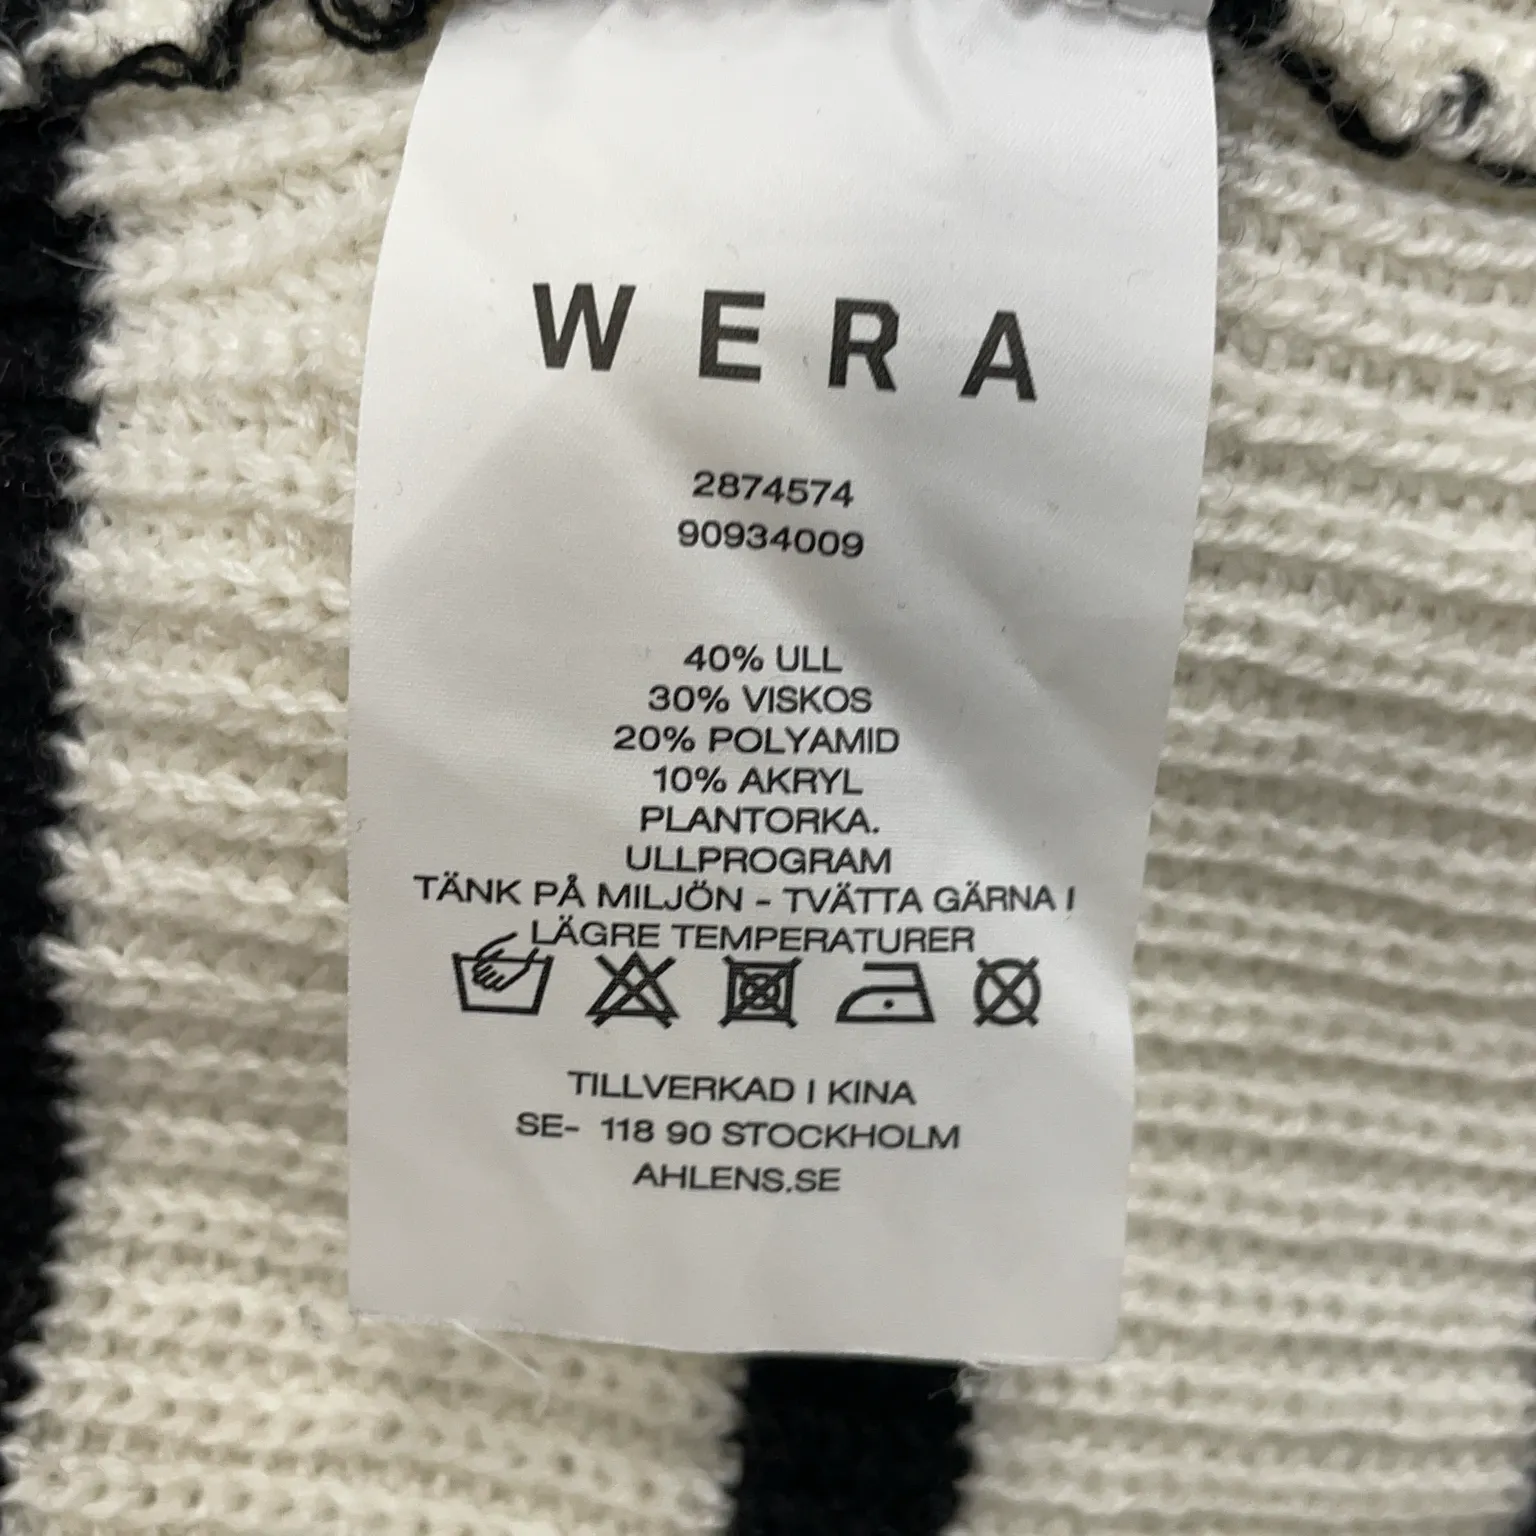 WERA
2874574
90934009
40% ULL
30% VISKOS
20% POLYAMID
10% AKRYL
PLANTORKA.
ULLPROGRAM
TÄNK PÅ MILJÖN - TVÄTTA GÄRNA I
LÄGRE TEMPERATURER
TILLVERKAD I KINA
SE- 118 90 STOCKHOLM
AHLENS.SE